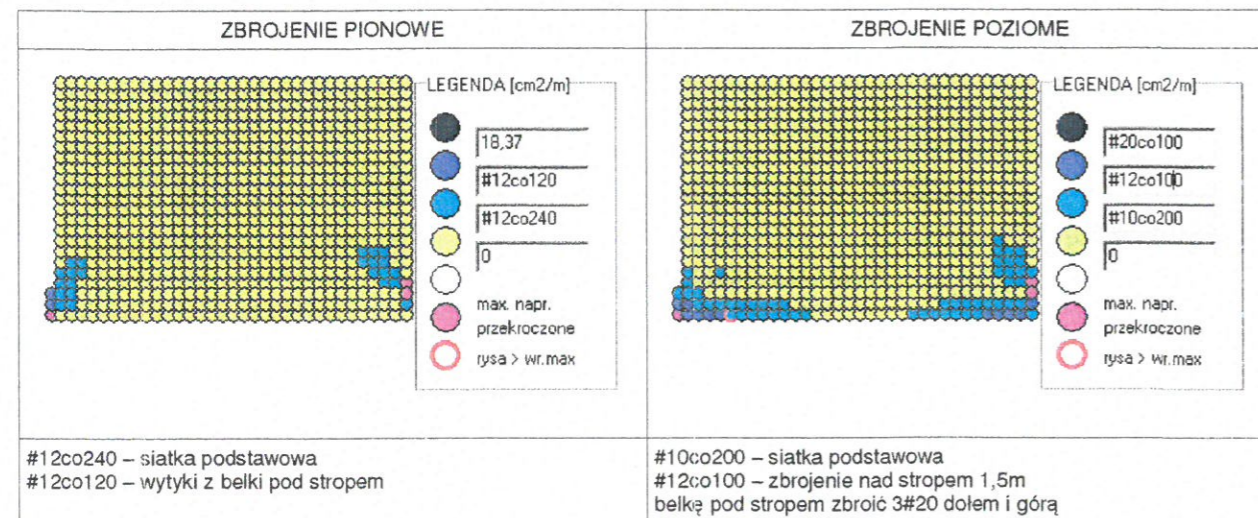 ZBROJENIE PIONOWE
ZBROJENIE POZIOME
LEGENDA [cm2/m]
18,37
#12co120
#12co240
0
max. napr.
przekroczone
rysa > wr.max
LEGENDA [cm2/m]
#20co100
#12co100
#10co200
0
max. napr.
przekroczone
rysa > wr.max
#12co240 – siatka podstawowa
#12co120 – wytyki z belki pod stropem
#10co200 – siatka podstawowa
#12co100 – zbrojenie nad stropem 1,5m
belkę pod stropem zbroić 3#20 dołem i górą